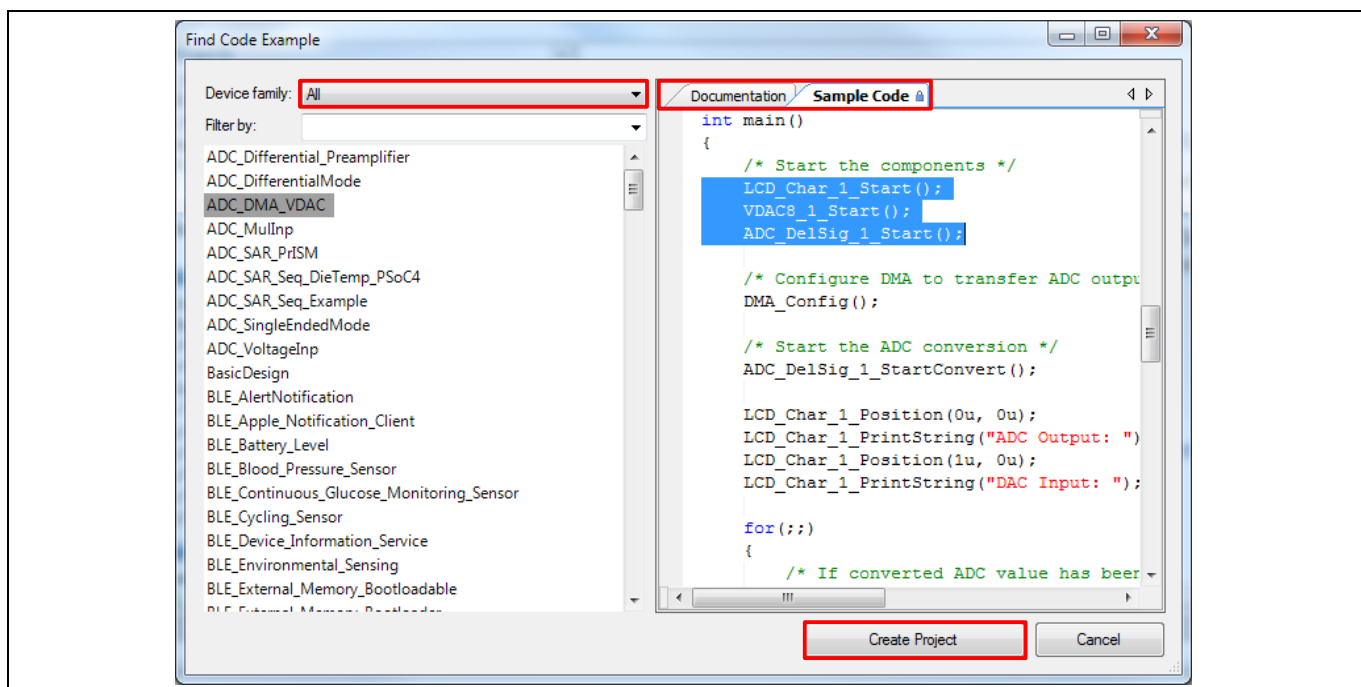 Find Code Example
Device family: All
Filter by:
ADC_Differential_Preamplifier
ADC_DifferentialMode
ADC_DMA_VDAC
ADC_MulInp
ADC_SAR_PrISM
ADC_SAR_Seq_DieTemp_PSoC4
ADC_SAR_Seq_Example
ADC_SingleEndedMode
ADC_VoltageInp
BasicDesign
BLE_AlertNotification
BLE_Apple_Notification_Client
BLE_Battery_Level
BLE_Blood_Pressure_Sensor
BLE_Continuous_Glucose_Monitoring_Sensor
BLE_Cycling_Sensor
BLE_Device_Information_Service
BLE_Environmental_Sensing
BLE_External_Memory_Bootloadable
BLE_External_Memory_Bootloader
Documentation Sample Code
int main()
{
/* Start the components */
LCD_Char_1_Start();
VDAC8_1_Start();
ADC_DelSig_1_Start();
/* Configure DMA to transfer ADC outpu
DMA_Config();
/* Start the ADC conversion */
ADC_DelSig_1_StartConvert();
LCD_Char_1_Position(0u, 0u);
LCD_Char_1_PrintString("ADC Output: ")
LCD_Char_1_Position(1u, 0u);
LCD_Char_1_PrintString("DAC Input: ");
for(;;)
{
/* If converted ADC value has been
Create Project
Cancel